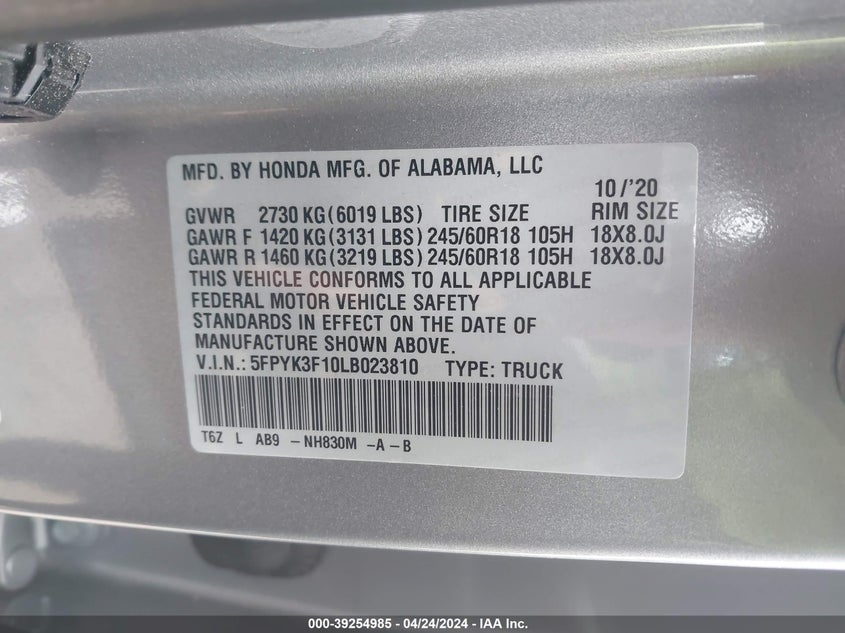 MFD. BY HONDA MFG. OF ALABAMA, LLC
10/'20
GVWR 2730 KG(6019 LBS) TIRE SIZE RIM SIZE
GAWR F 1420 KG(3131 LBS) 245/60R18 105H 18X8.0J
GAWR R 1460 KG(3219 LBS) 245/60R18 105H 18X8.0J
THIS VEHICLE CONFORMS TO ALL APPLICABLE
FEDERAL MOTOR VEHICLE SAFETY
STANDARDS IN EFFECT ON THE DATE OF
MANUFACTURE SHOWN ABOVE.
V.I.N.: 5FPYK3F10LB023810 TYPE: TRUCK
T6Z L AB9 -NH830M -A-B
000-39254985 - 04/24/2024 - IAA Inc.